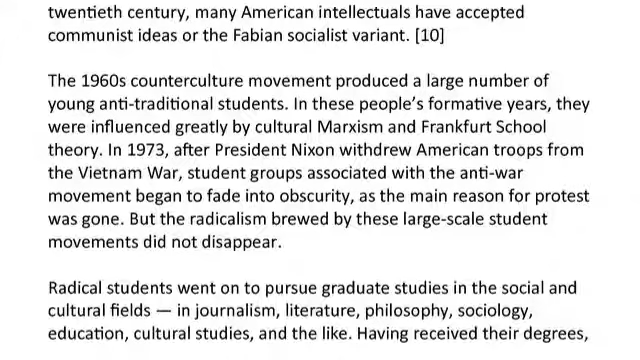 twentieth century, many American intellectuals have accepted
communist ideas or the Fabian socialist variant. [10]
The 1960s counterculture movement produced a large number of
young anti-traditional students. In these people's formative years, they
were influenced greatly by cultural Marxism and Frankfurt School
theory. In 1973, after President Nixon withdrew American troops from
the Vietnam War, student groups associated with the anti-war
movement began to fade into obscurity, as the main reason for protest
was gone. But the radicalism brewed by these large-scale student
movements did not disappear.
Radical students went on to pursue graduate studies in the social and
cultural fields — in journalism, literature, philosophy, sociology,
education, cultural studies, and the like. Having received their degrees,